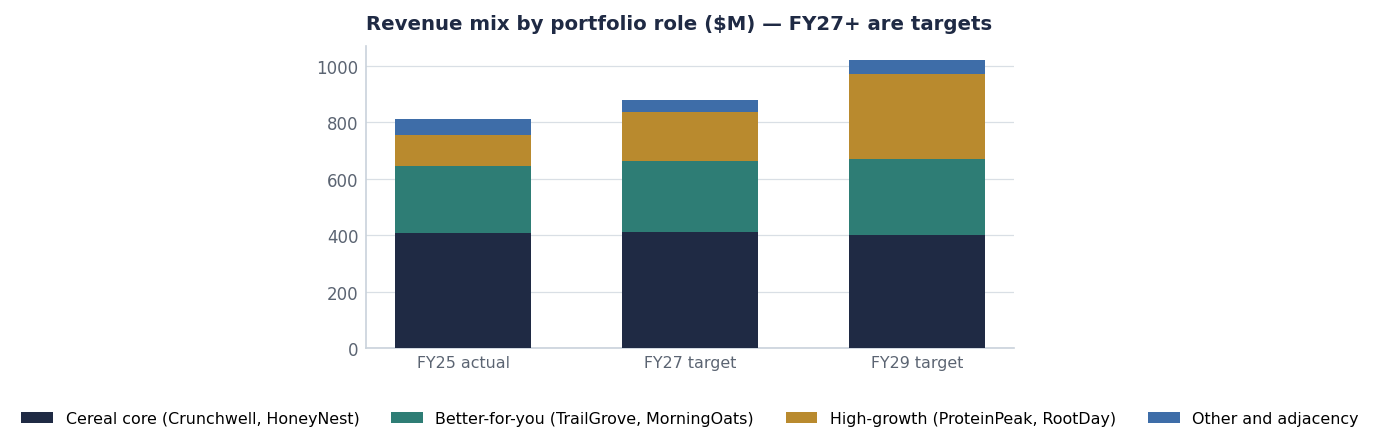 Revenue mix by portfolio role ($M) — FY27+ are targets
1000
800
600
400
200
0
FY25 actual
FY27 target
FY29 target
Cereal core (Crunchwell, HoneyNest)
Better-for-you (TrailGrove, MorningOats)
High-growth (ProteinPeak, RootDay)
Other and adjacency